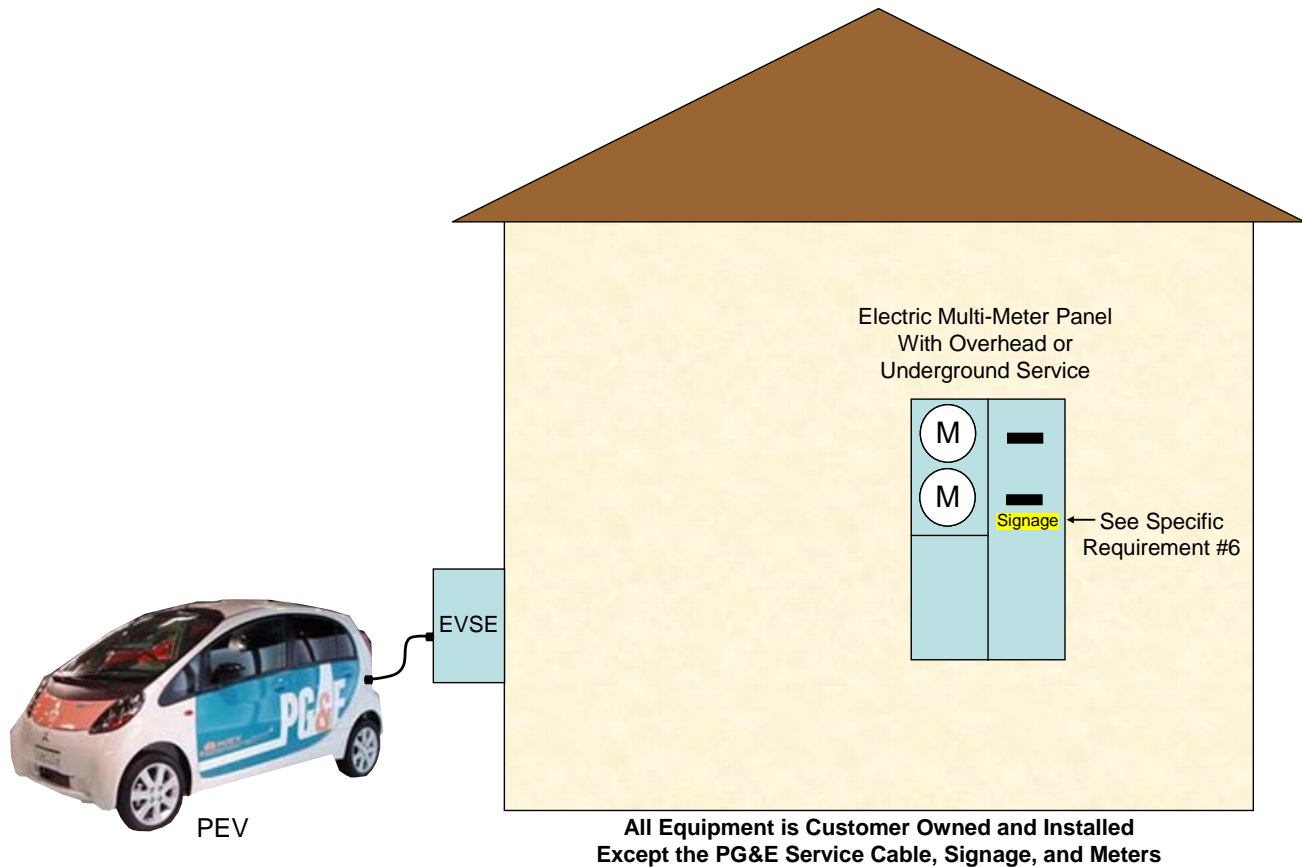 Electric Multi-Meter Panel
With Overhead or
Underground Service
M
M
Signage
See Specific
Requirement #6
EVSE
PG&E
PEV
All Equipment is Customer Owned and Installed
Except the PG&E Service Cable, Signage, and Meters